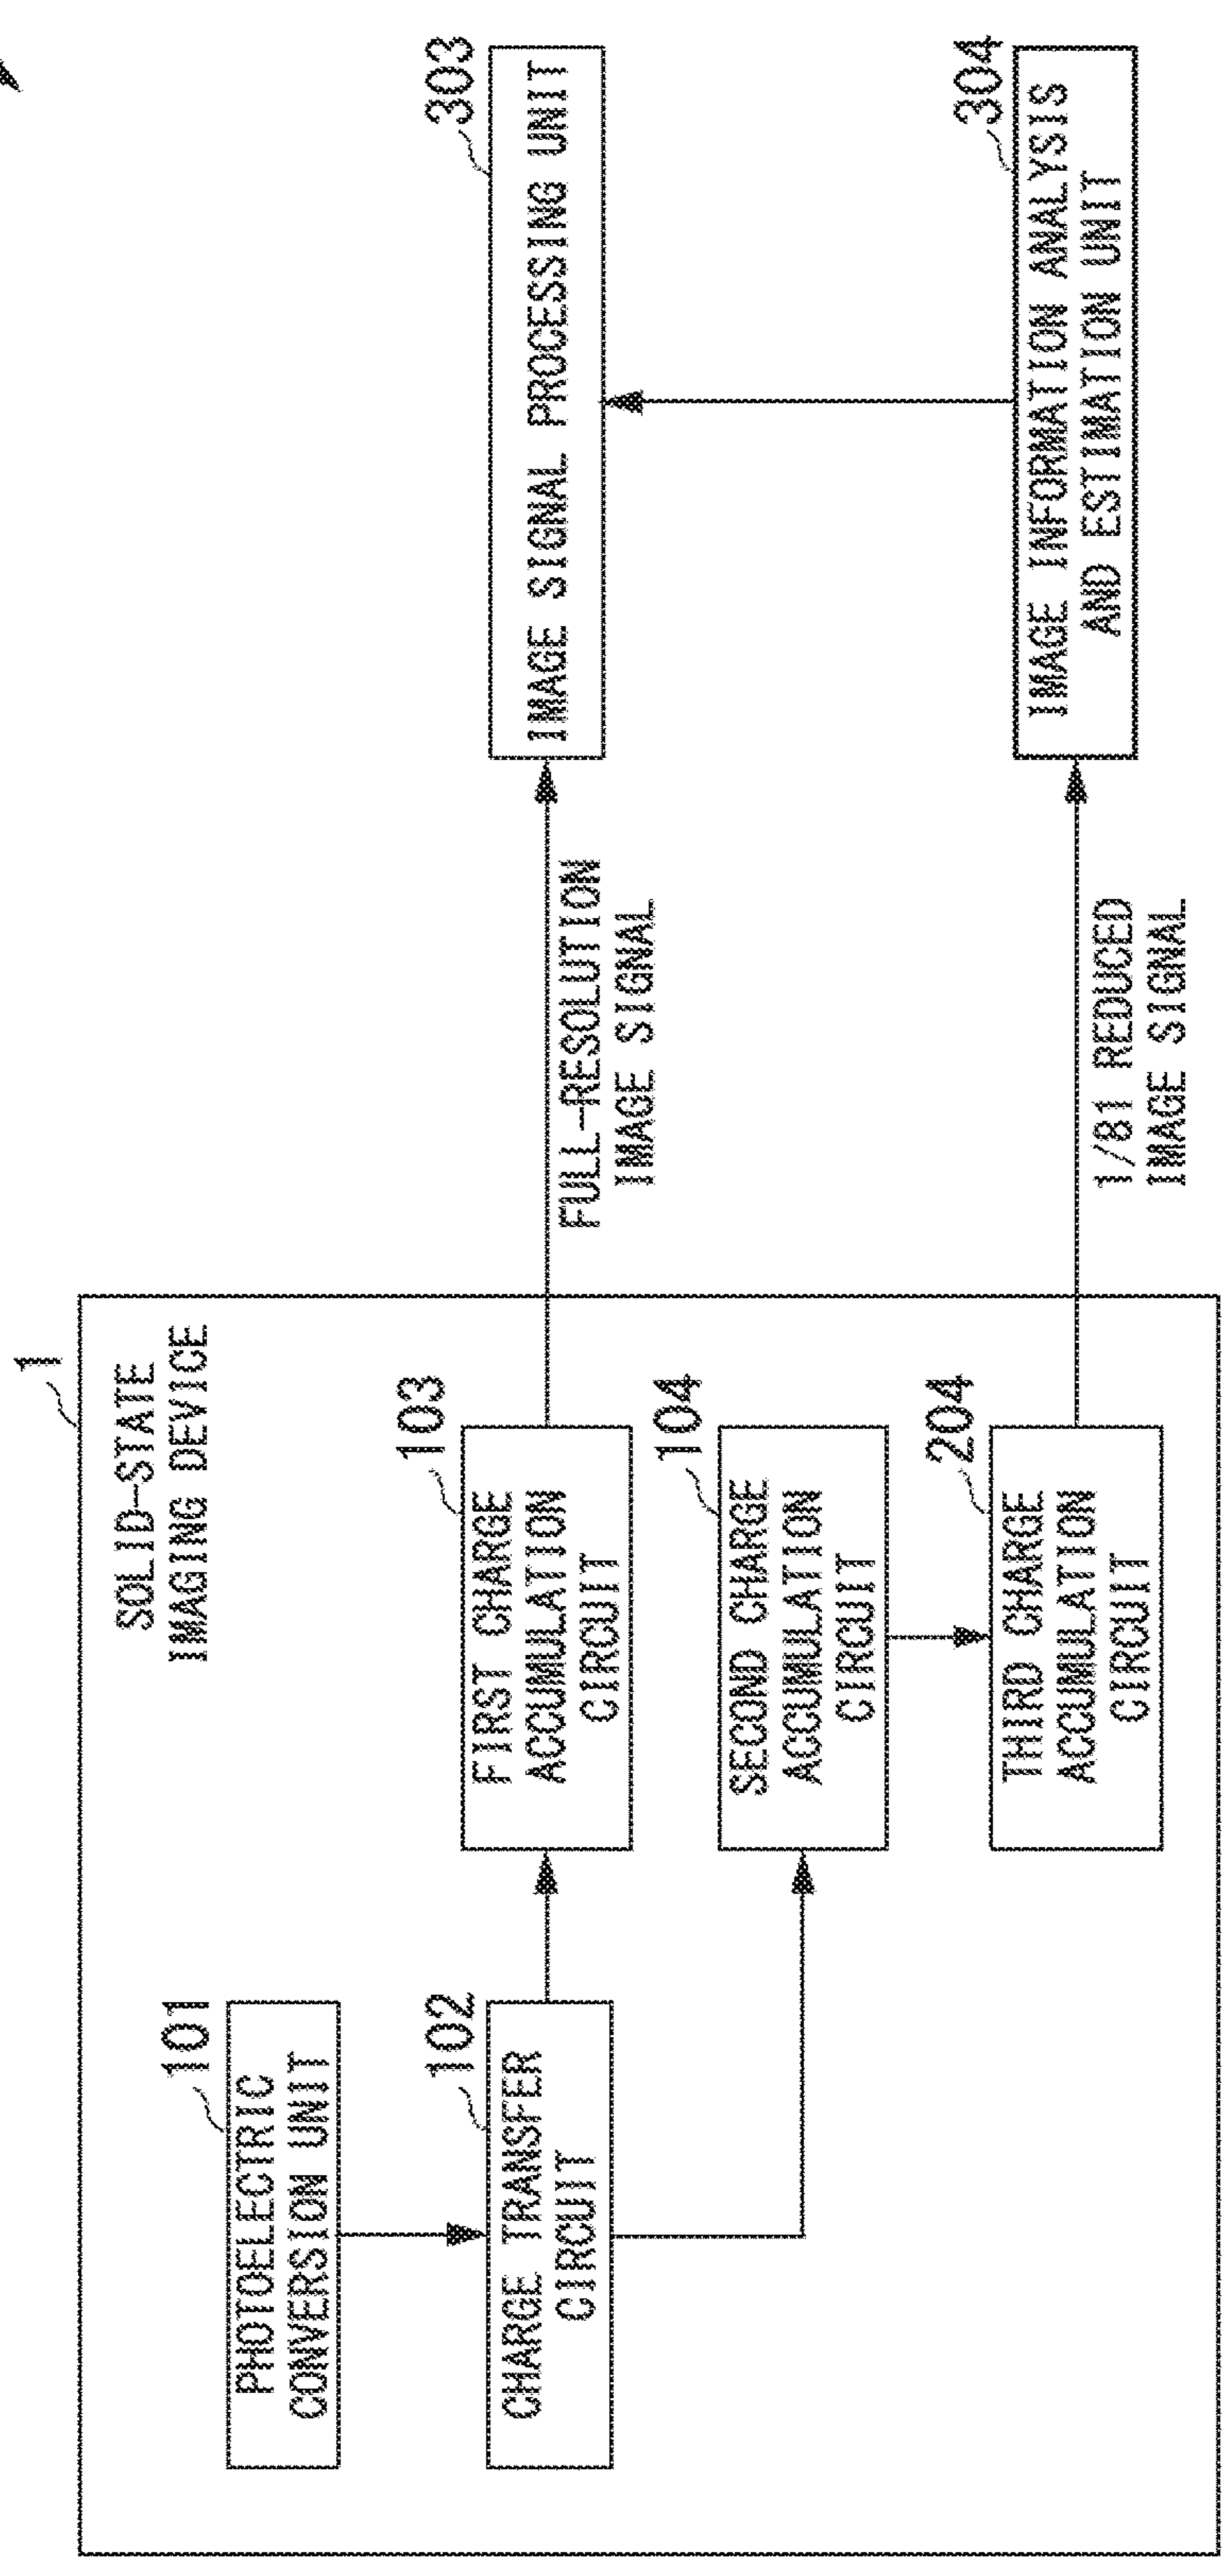 1
SOLID-STATE
IMAGING DEVICE
101
PHOTOELECTRIC
CONVERSION UNIT
102
CHARGE TRANSFER
CIRCUIT
103
FIRST CHARGE
ACCUMULATION
CIRCUIT
104
SECOND CHARGE
ACCUMULATION
CIRCUIT
204
THIRD CHARGE
ACCUMULATION
CIRCUIT
FULL-RESOLUTION
IMAGE SIGNAL
1/81 REDUCED
IMAGE SIGNAL
303
IMAGE SIGNAL PROCESSING UNIT
304
IMAGE INFORMATION ANALYSIS
AND ESTIMATION UNIT